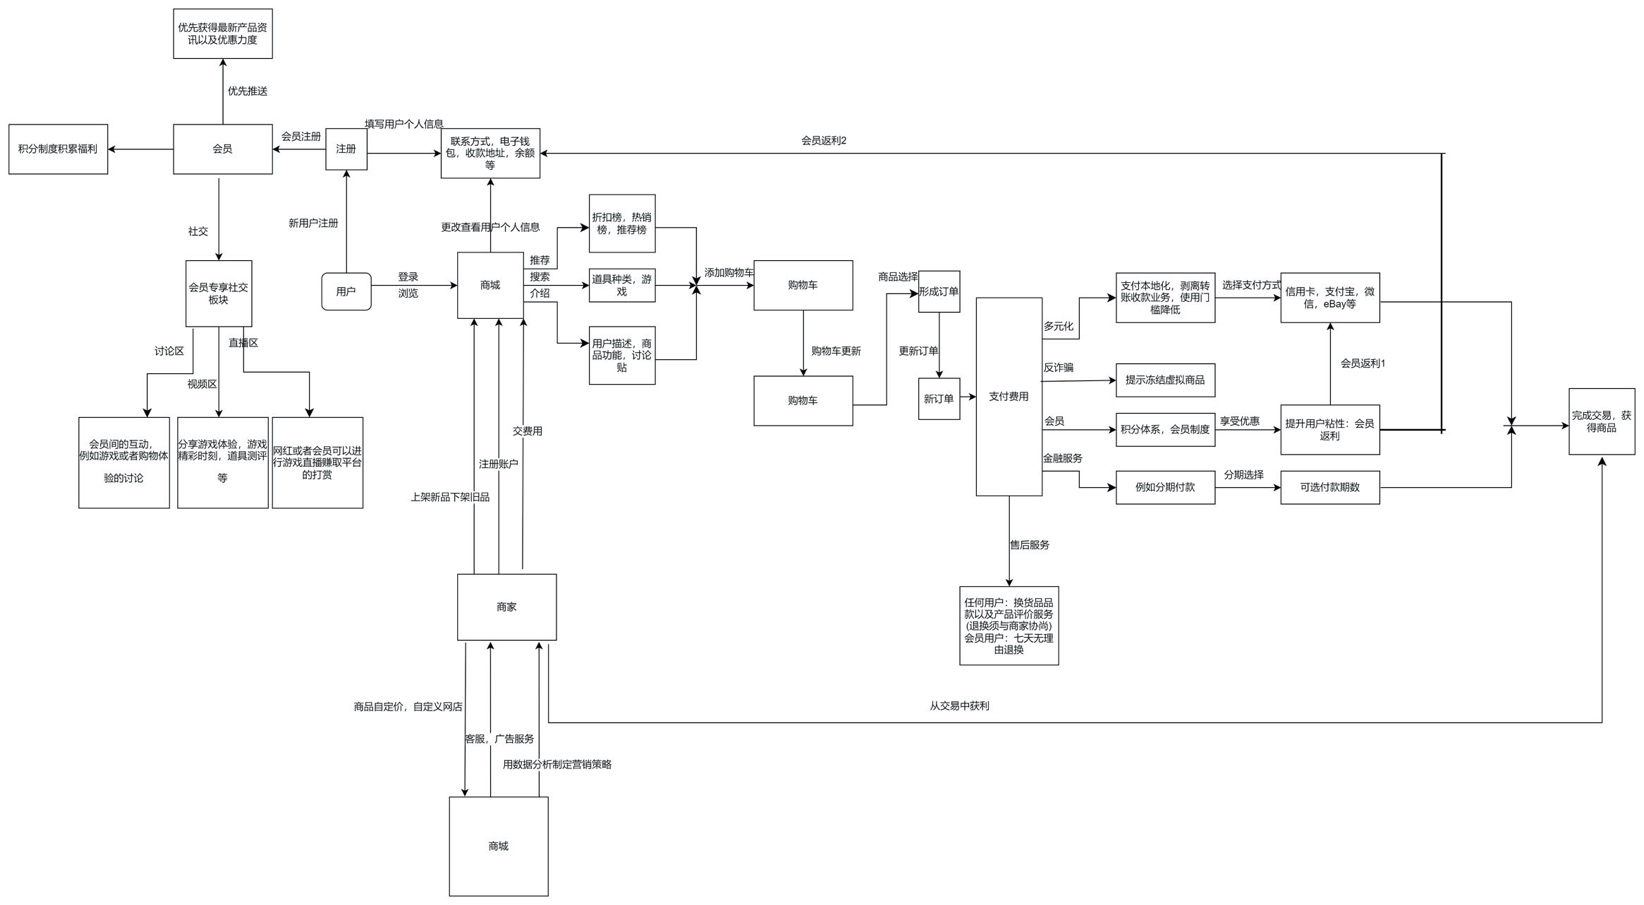 优先获得最新产品资
讯以及优惠力度
优先推送
积分制度积累福利
会员
会员注册
注册
填写用户个人信息
联系方式，电子钱
包，收款地址，余额
等
会员返利2
社交
新用户注册
更改查看用户个人信息
会员专享社交
板块
用户
登录
浏览
商城
推荐
搜索
介绍
折扣榜，热销
榜，推荐榜
道具种类，游
戏
用户描述，商
品功能，讨论
贴
添加购物车
购物车
购物车更新
购物车
商品选择
形成订单
更新订单
新订单
支付费用
多元化
反诈骗
会员
金融服务
支付本地化，剥离转
账收款业务，使用门
槛降低
选择支付方式
信用卡，支付宝，微
信，eBay等
会员返利1
提示冻结虚拟商品
积分体系，会员制度
享受优惠
提升用户粘性：会员
返利
例如分期付款
分期选择
可选付款期数
完成交易，获
得商品
讨论区
视频区
直播区
会员间的互动，
例如游戏或者购物体
验的讨论
分享游戏体验，游戏
精彩时刻，道具测评
等
网红或者会员可以进
行游戏直播赚取平台
的打赏
交费用
注册账户
上架新品下架旧品
售后服务
任何用户：换货品品
款以及产品评价服务
(退换须与商家协尚)
会员用户：七天无理
由退换
商家
商品自定价，自定义网店
客服，广告服务
用数据分析制定营销策略
从交易中获利
商城